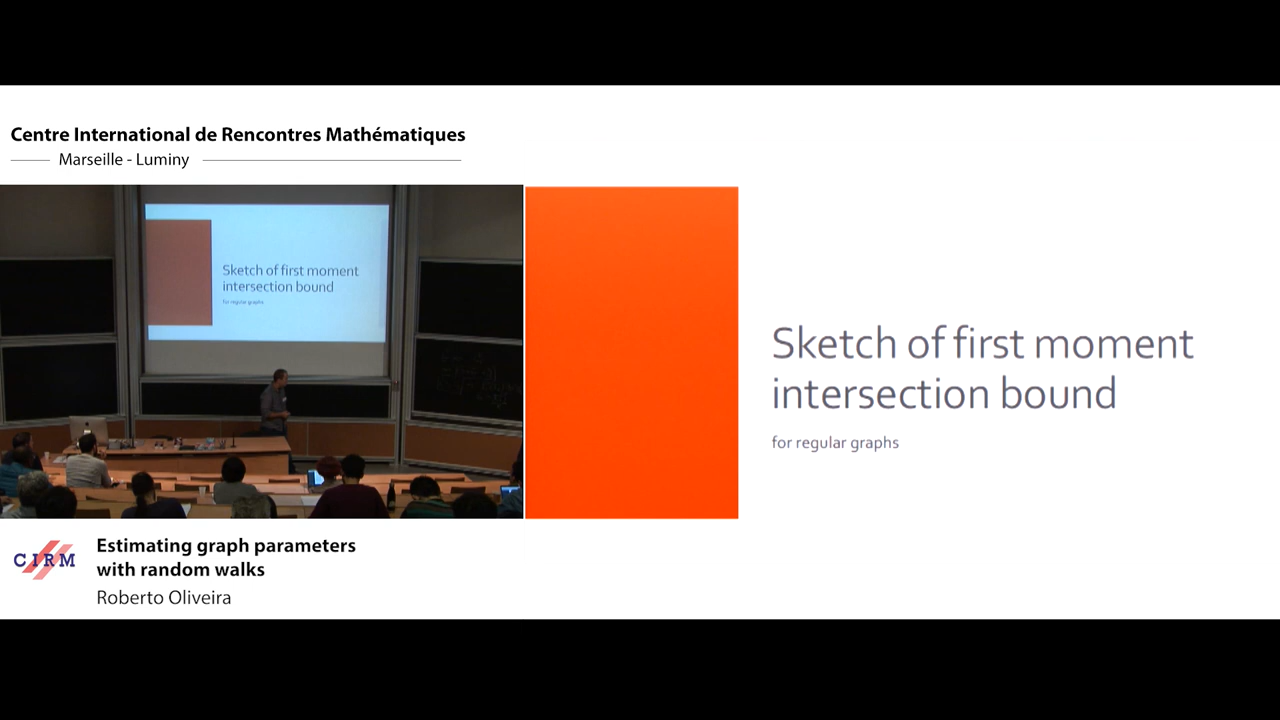 Centre International de Rencontres Mathématiques
Marseille - Luminy
Sketch of first moment
intersection bound
for regular graphs
Sketch of first moment
intersection bound
for regular graphs
CIRM
Estimating graph parameters
with random walks
Roberto Oliveira